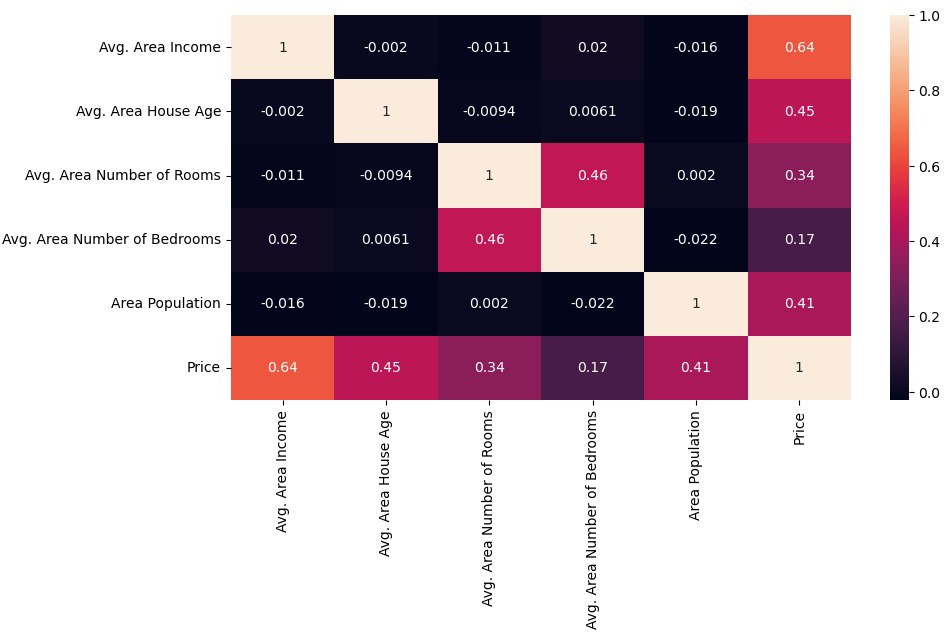 Avg. Area Income 1 -0.002 -0.011 0.02 -0.016 0.64
Avg. Area House Age -0.002 1 -0.0094 0.0061 -0.019 0.45
Avg. Area Number of Rooms -0.011 -0.0094 1 0.46 0.002 0.34
Avg. Area Number of Bedrooms 0.02 0.0061 0.46 1 -0.022 0.17
Area Population -0.016 -0.019 0.002 -0.022 1 0.41
Price 0.64 0.45 0.34 0.17 0.41 1
Avg. Area Income
Avg. Area House Age
Avg. Area Number of Rooms
Avg. Area Number of Bedrooms
Area Population
Price
1.0
0.8
0.6
0.4
0.2
0.0